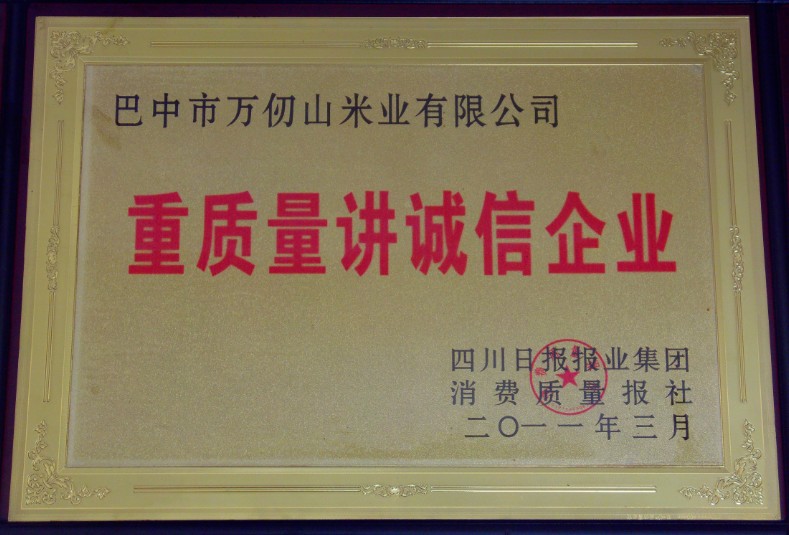 巴中市万仞山米业有限公司
重质量讲诚信企业
四川日报报业集团
消费质量报社
二〇一一年三月